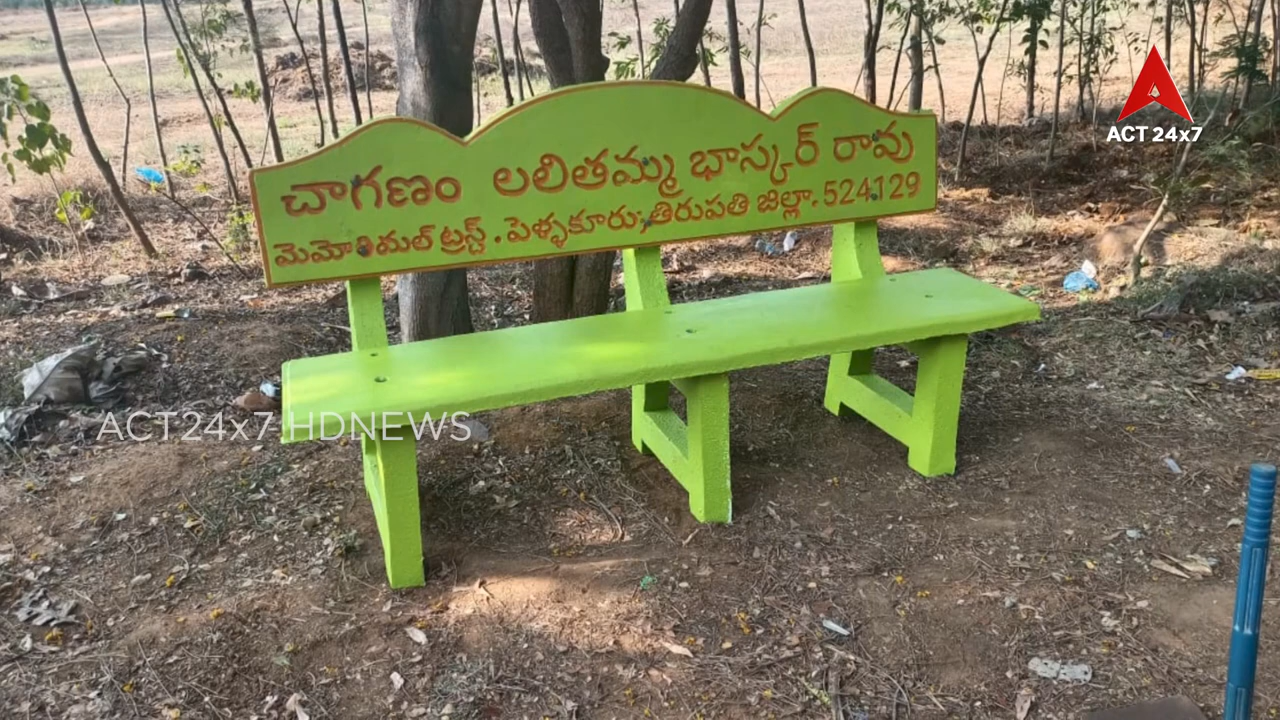 ACT 24x7
చాగణం లలితమ్మ భాస్కర్ రావు
మెమోరియల్ ట్రస్ట్. పెళ్ళకూరు, తిరుపతి జిల్లా. 524129
ACT24x7 HDNEWS